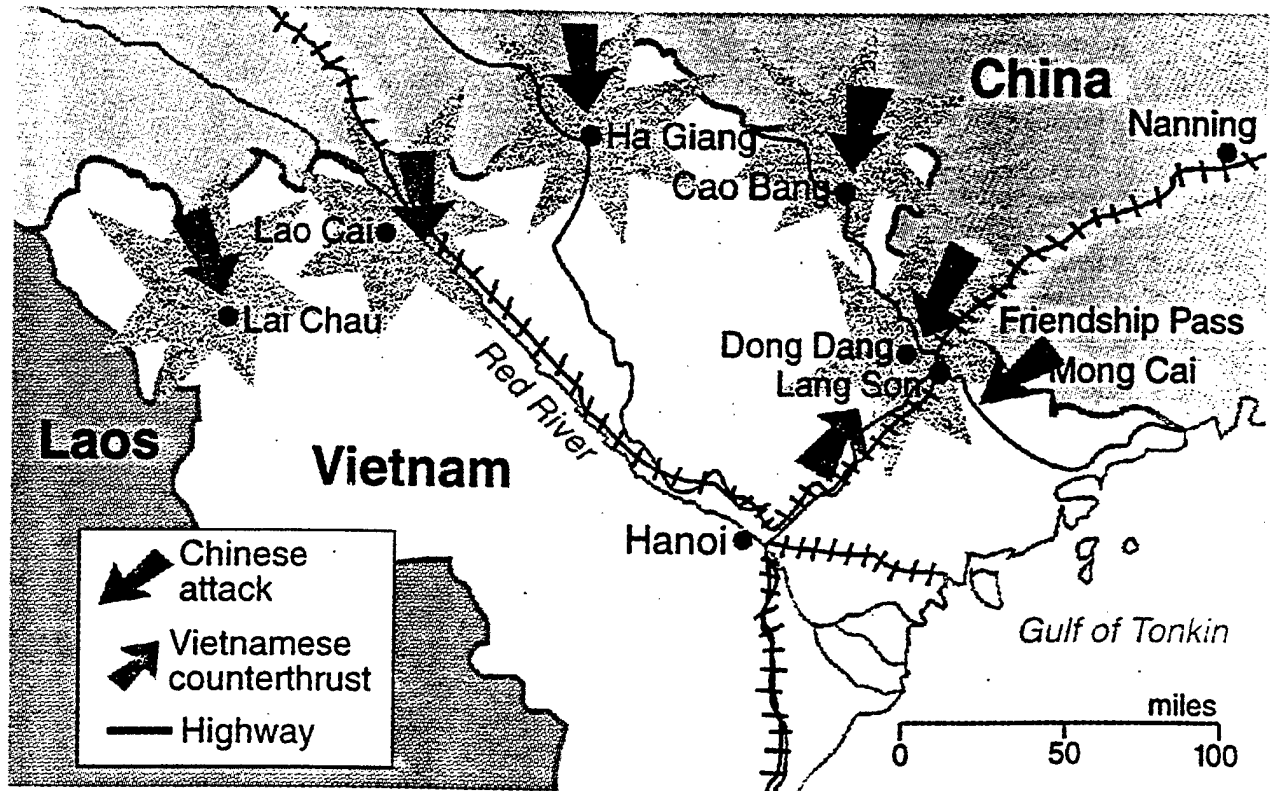 China
Nanning
Ha Giang
Cao Bang
Lao Cai
Lai Chau
Friendship Pass
Dong Dang
Mong Cai
Lang Son
Red River
Laos
Vietnam
Hanoi
Gulf of Tonkin
Chinese
attack
Vietnamese
counterthrust
Highway
miles
0
50
100